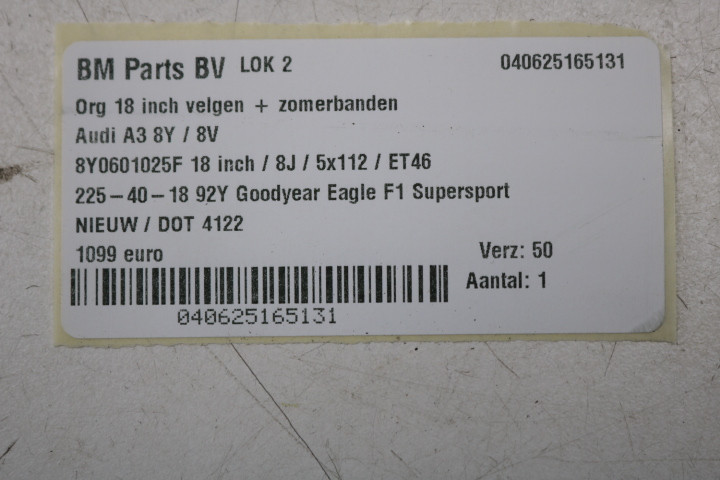 BM Parts BV LOK 2 040625165131
Org 18 inch velgen + zomerbanden
Audi A3 8Y / 8V
8Y0601025F 18 inch / 8J / 5x112 / ET46
225-40-18 92Y Goodyear Eagle F1 Supersport
NIEUW / DOT 4122
1099 euro Verz: 50
Aantal: 1
040625165131